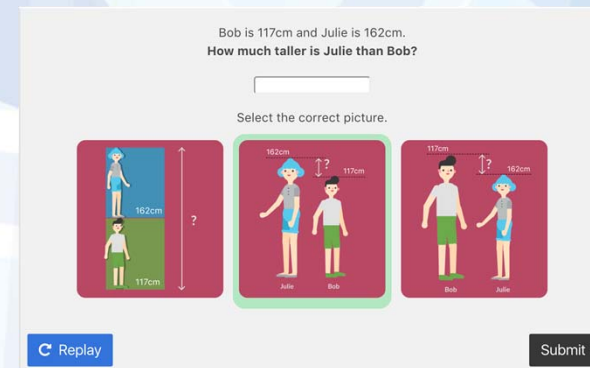 Bob is 117cm and Julie is 162cm.
How much taller is Julie than Bob?
Select the correct picture.
162cm
?
117cm
162cm
?
117cm
Julie
Bob
117cm
?
162cm
Bob
Julie
Replay
Submit